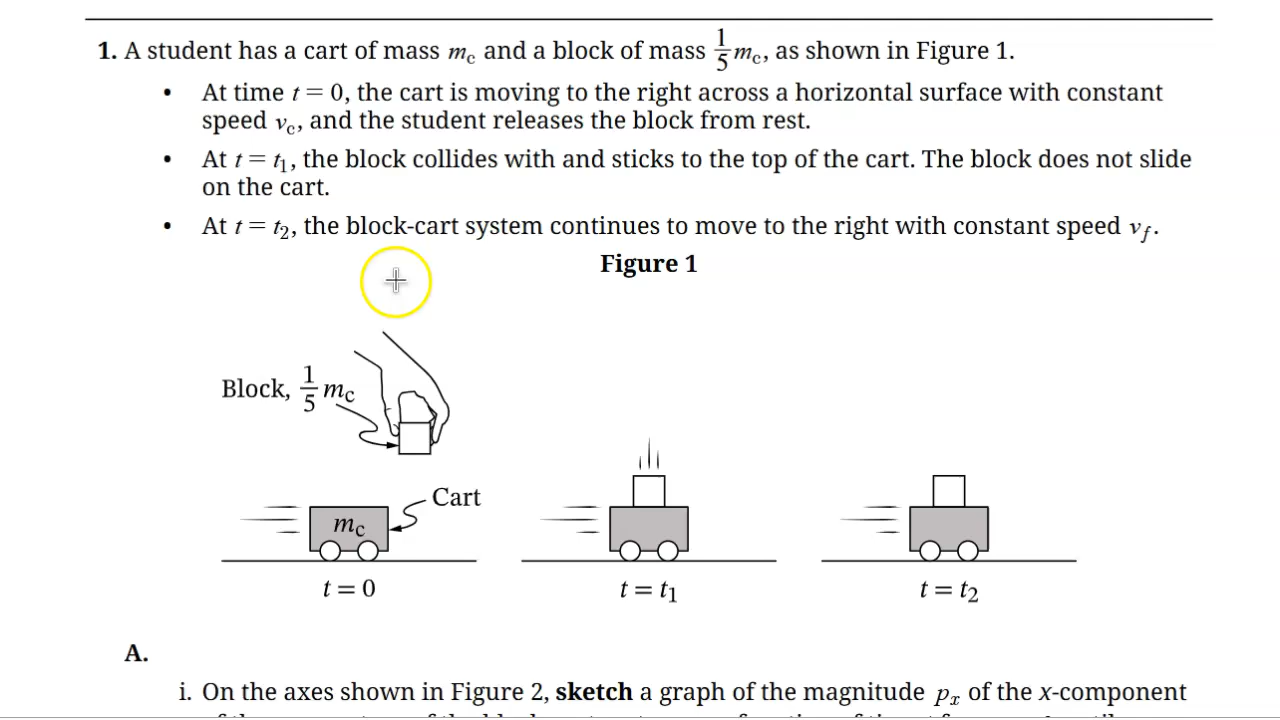 1. A student has a cart of mass m_c and a block of mass 1/5 m_c, as shown in Figure 1.
• At time t = 0, the cart is moving to the right across a horizontal surface with constant
speed v_c, and the student releases the block from rest.
• At t = t_1, the block collides with and sticks to the top of the cart. The block does not slide
on the cart.
• At t = t_2, the block-cart system continues to move to the right with constant speed v_f.
Figure 1
Block, 1/5 m_c
Cart
m_c
t = 0
t = t_1
t = t_2
A.
i. On the axes shown in Figure 2, sketch a graph of the magnitude p_x of the x-component